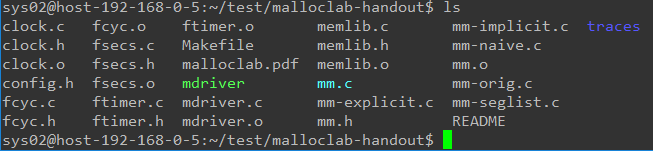 sys02@host-192-168-0-5:~/test/malloclab-handout$ ls
clock.c fcyc.o ftimer.o memlib.c mm-implicit.c traces
clock.h fsecs.c Makefile memlib.h mm-naive.c
clock.o fsecs.h malloclab.pdf memlib.o mm.o
config.h fsecs.o mdriver mm.c mm-orig.c
fcyc.c ftimer.c mdriver.c mm-explicit.c mm-seglist.c
fcyc.h ftimer.h mdriver.o mm.h README
sys02@host-192-168-0-5:~/test/malloclab-handout$